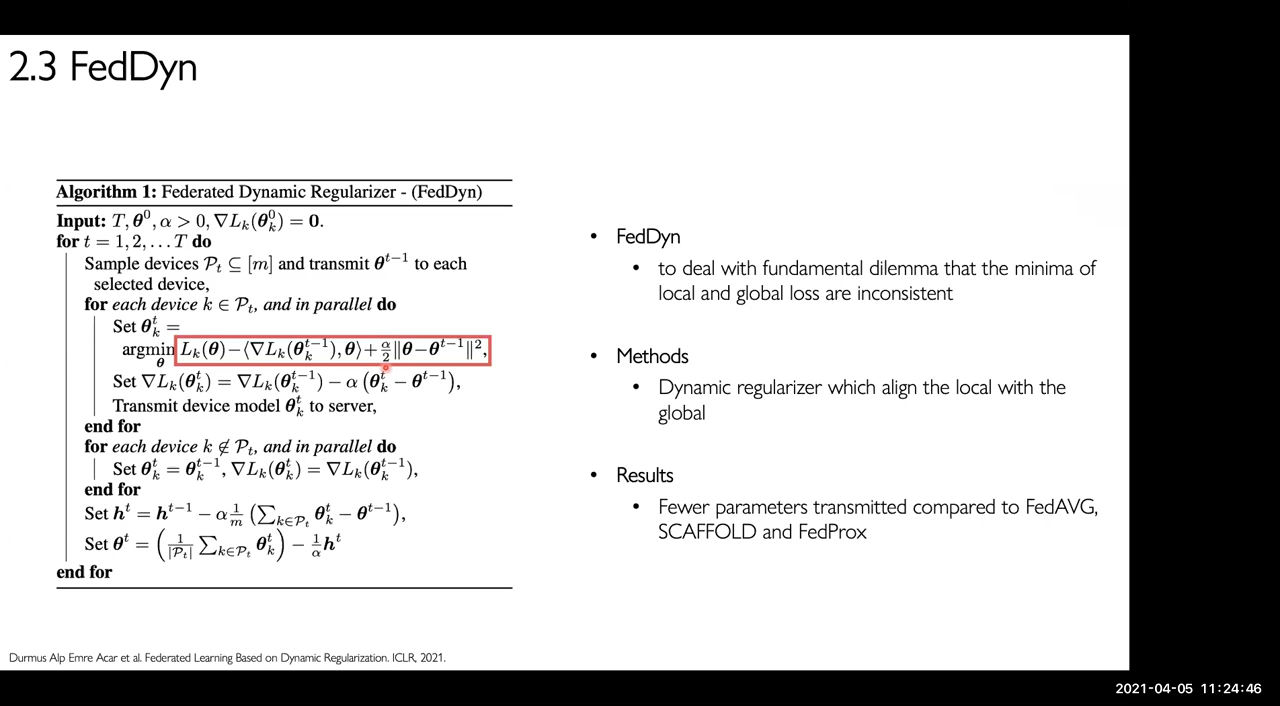 2.3 FedDyn
Algorithm 1: Federated Dynamic Regularizer - (FedDyn)
Input: T, θ⁰, α > 0, ∇L_k(θ_k^0) = 0.
for t = 1, 2, . . . T do
Sample devices P_t ⊆ [m] and transmit θ^{t−1} to each
selected device,
for each device k ∈ P_t, and in parallel do
Set θ_k^t =
argmin_θ L_k(θ)−⟨∇L_k(θ_k^{t−1}), θ⟩+α/2‖θ−θ^{t−1}‖²,
Set ∇L_k(θ_k^t) = ∇L_k(θ_k^{t−1}) − α (θ_k^t − θ^{t−1}),
Transmit device model θ_k^t to server,
end for
for each device k ∉ P_t, and in parallel do
Set θ_k^t = θ_k^{t−1}, ∇L_k(θ_k^t) = ∇L_k(θ_k^{t−1}),
end for
Set h^t = h^{t−1} − α 1/m (∑_{k∈P_t} θ_k^t − θ^{t−1}),
Set θ^t = (1/|P_t| ∑_{k∈P_t} θ_k^t) − 1/α h^t
end for
• FedDyn
• to deal with fundamental dilemma that the minima of
local and global loss are inconsistent
• Methods
• Dynamic regularizer which align the local with the
global
• Results
• Fewer parameters transmitted compared to FedAVG,
SCAFFOLD and FedProx
Durmus Alp Emre Acar et al. Federated Learning Based on Dynamic Regularization. ICLR, 2021.
2021-04-05 11:24:46